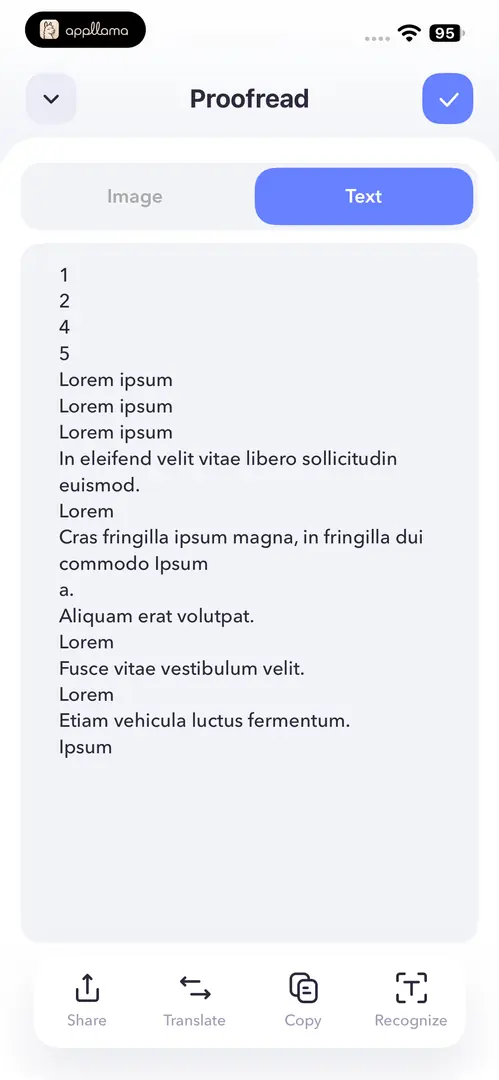 appllama
95
Proofread
Image
Text
1
2
4
5
Lorem ipsum
Lorem ipsum
Lorem ipsum
In eleifend velit vitae libero sollicitudin
euismod.
Lorem
Cras fringilla ipsum magna, in fringilla dui
commodo Ipsum
a.
Aliquam erat volutpat.
Lorem
Fusce vitae vestibulum velit.
Lorem
Etiam vehicula luctus fermentum.
Ipsum
Share
Translate
Copy
Recognize